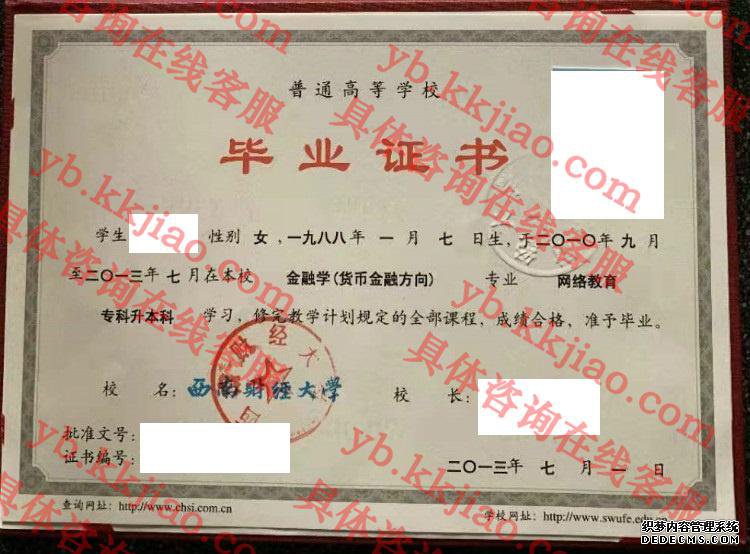 普通高等学校
毕业证书
学生 性别 女，一九八八年 一 月 七 日生，于二〇一〇年 九 月
至二〇一三年 七 月在本校 金融学(货币金融方向) 专业 网络教育
专科升本科 学习，修完教学计划规定的全部课程，成绩合格，准予毕业。
校 名：西南财经大学 校 长：
批准文号：
证书编号：
二〇一三年 七 月 一 日
查询网址：http://www.chsi.com.cn
学校网址：http://www.swufe.edu.cn
yb.kkjiao.com
具体咨询在线客服
织梦内容管理系统
DEDECMS.COM